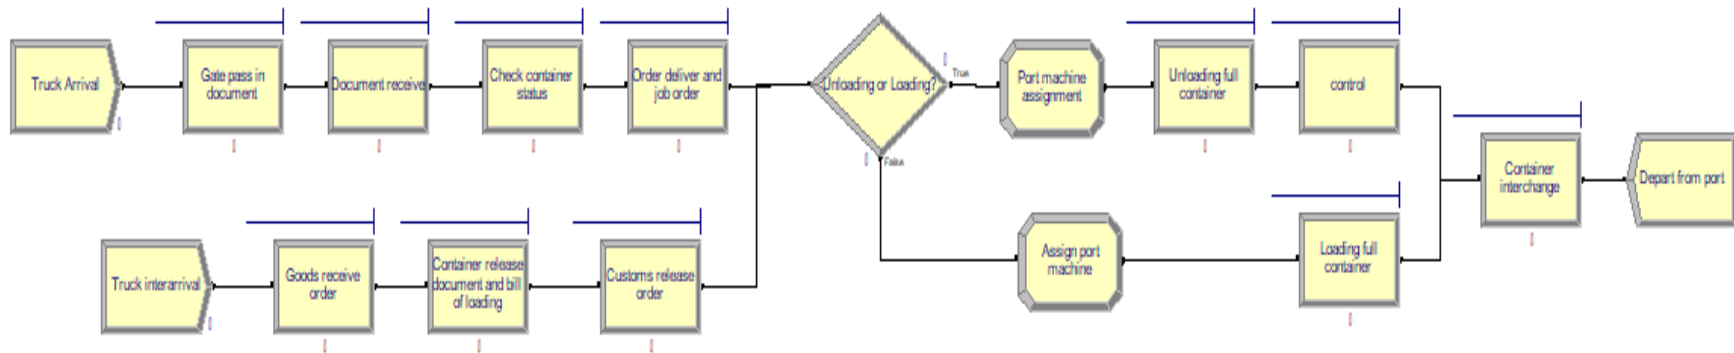 Truck Arrival
Gate pass in
document
Document receive
Check container
status
Order deliver and
job order
Unloading or Loading?
True
False
Port machine
assignment
Unloading full
container
control
Container
interchange
Depart from port
Truck interarrival
Goods receive
order
Container release
document and bill
of loading
Customs release
order
Assign port
machine
Loading full
container